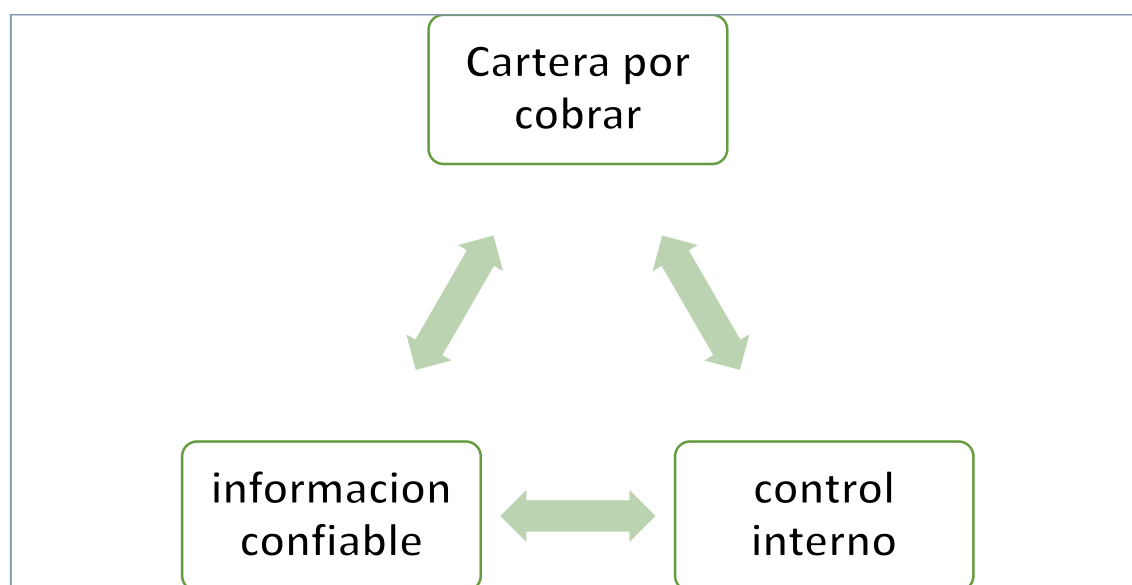 Cartera por
cobrar
informacion
confiable
control
interno